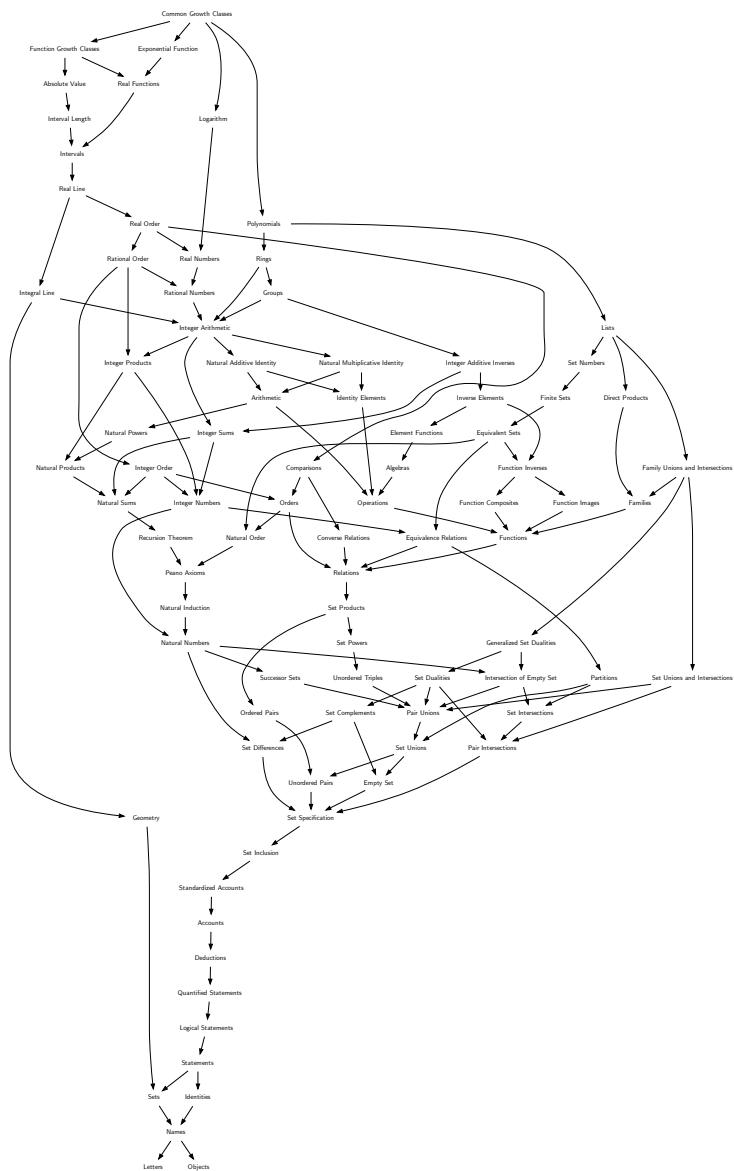 Common Growth Classes
Function Growth Classes
Exponential Function
Absolute Value
Real Functions
Interval Length
Logarithm
Intervals
Real Line
Real Order
Polynomials
Rational Order
Real Numbers
Rings
Integral Line
Rational Numbers
Groups
Integer Arithmetic
Lists
Integer Products
Natural Additive Identity
Natural Multiplicative Identity
Integer Additive Inverses
Set Numbers
Arithmetic
Identity Elements
Inverse Elements
Finite Sets
Direct Products
Natural Powers
Integer Sums
Element Functions
Equivalent Sets
Natural Products
Integer Order
Comparisons
Algebras
Function Inverses
Family Unions and Intersections
Natural Sums
Integer Numbers
Orders
Operations
Function Composites
Function Images
Families
Recursion Theorem
Natural Order
Converse Relations
Equivalence Relations
Functions
Peano Axioms
Relations
Natural Induction
Set Products
Natural Numbers
Set Powers
Generalized Set Dualities
Successor Sets
Unordered Triples
Set Dualities
Intersection of Empty Set
Partitions
Set Unions and Intersections
Ordered Pairs
Set Complements
Pair Unions
Set Intersections
Set Differences
Set Unions
Pair Intersections
Unordered Pairs
Empty Set
Geometry
Set Specification
Set Inclusion
Standardized Accounts
Accounts
Deductions
Quantified Statements
Logical Statements
Statements
Sets
Identities
Names
Letters
Objects